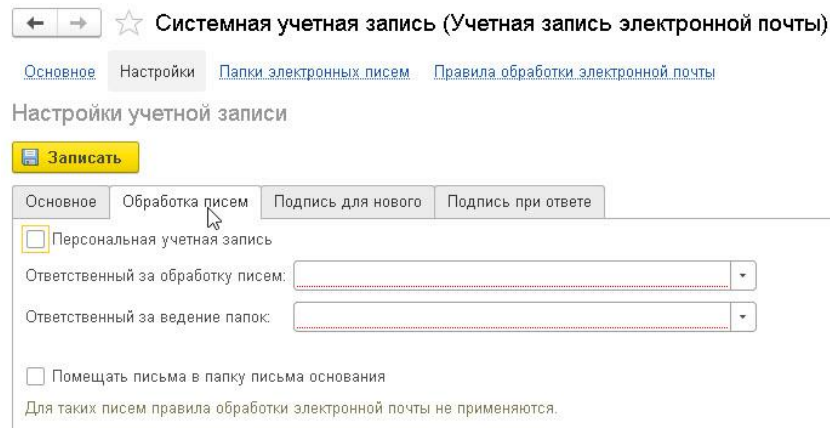 Системная учетная запись (Учетная запись электронной почты)
Основное Настройки Папки электронных писем Правила обработки электронной почты
Настройки учетной записи
Записать
Основное Обработка писем Подпись для нового Подпись при ответе
Персональная учетная запись
Ответственный за обработку писем:
Ответственный за ведение папок:
Помещать письма в папку письма основания
Для таких писем правила обработки электронной почты не применяются.